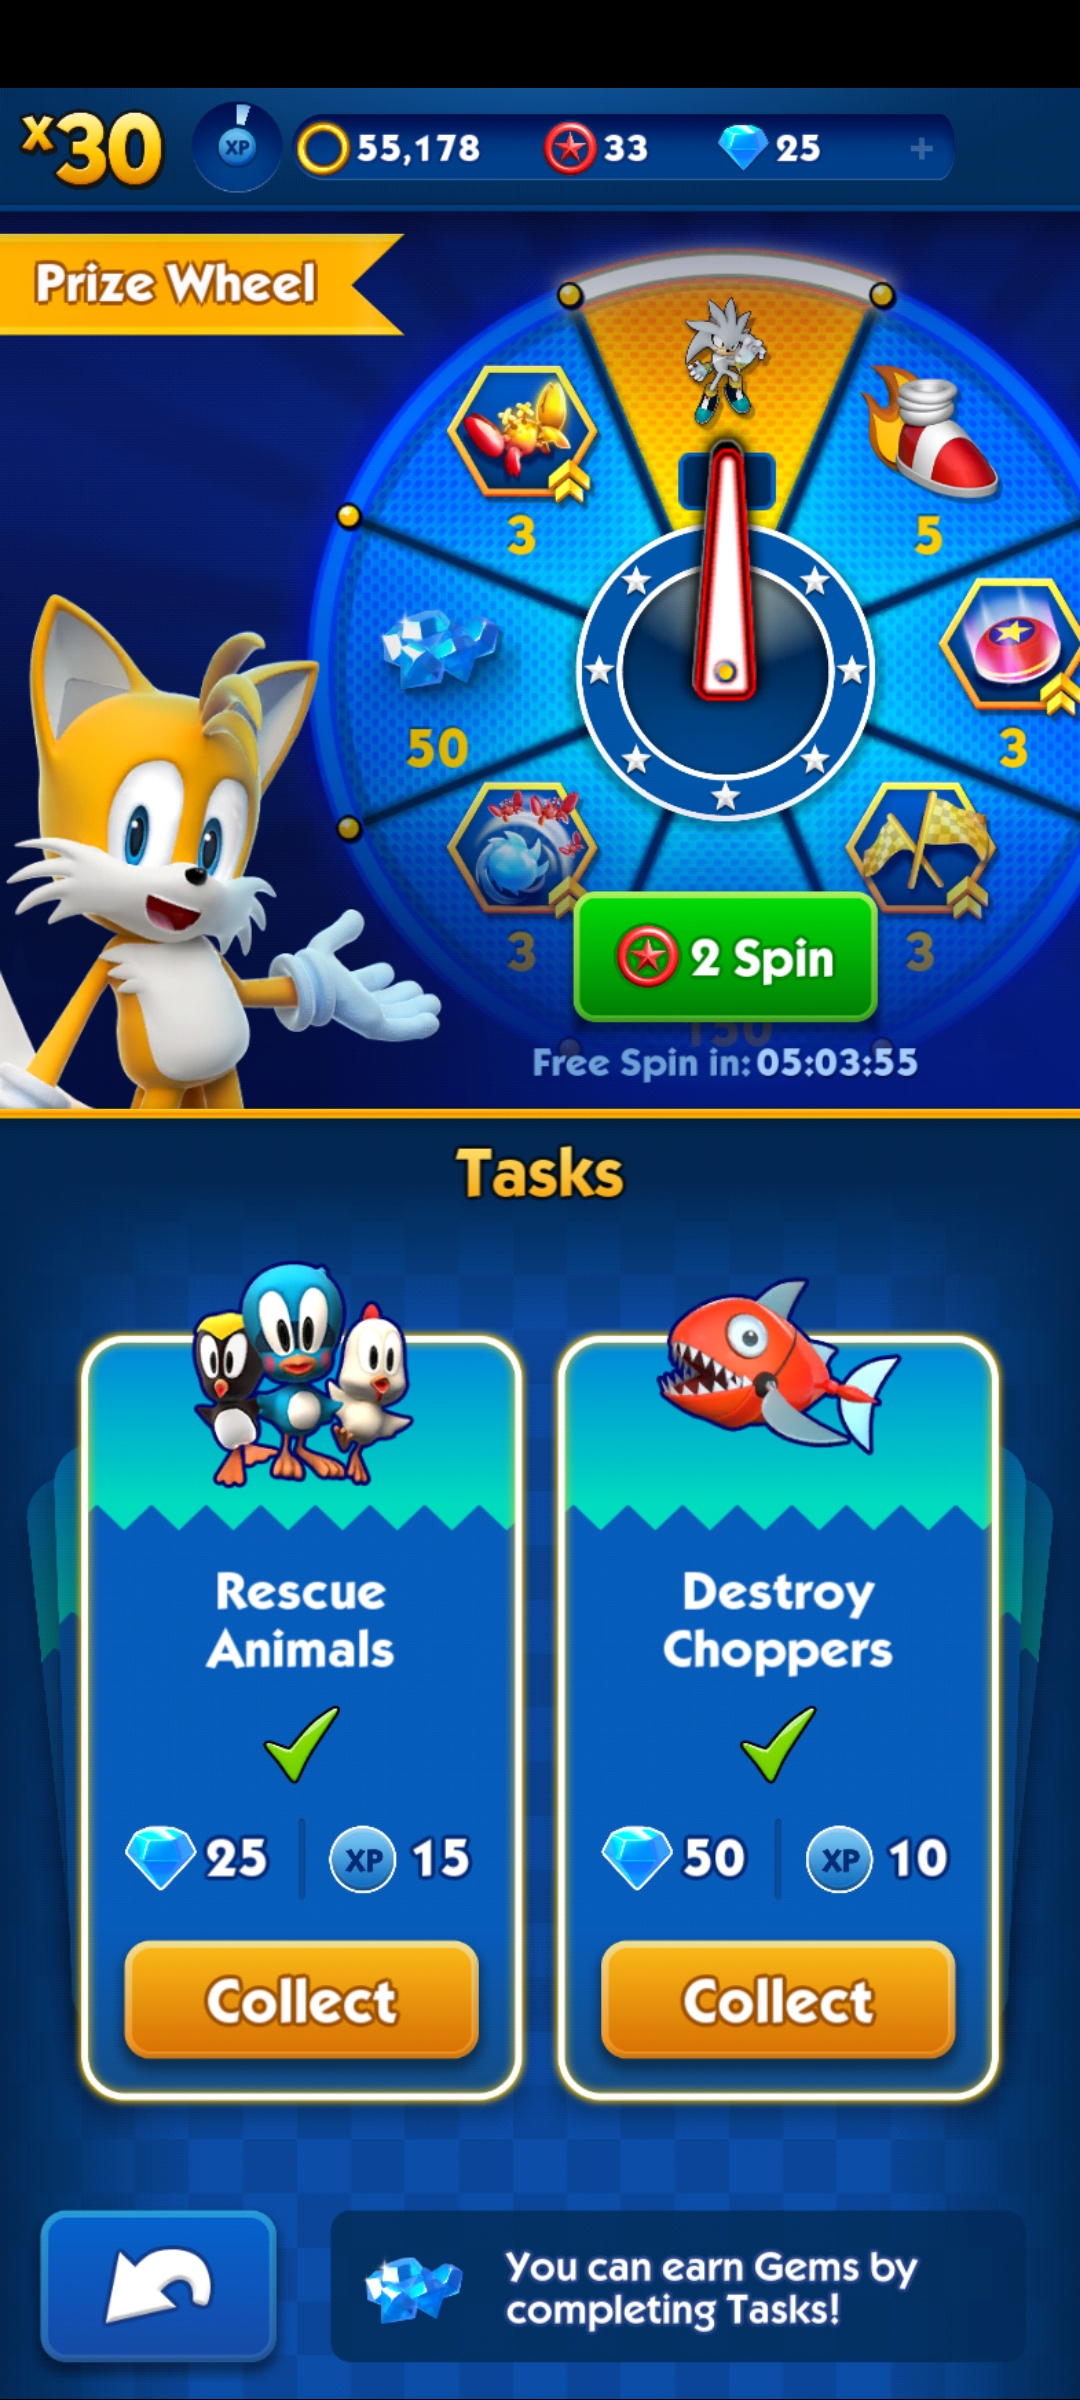 x30
XP
55,178
33
25
+
Prize Wheel
3
5
50
3
3
3
2 Spin
150
Free Spin in: 05:03:55
Tasks
Rescue
Animals
Destroy
Choppers
25
XP
15
50
XP
10
Collect
Collect
You can earn Gems by
completing Tasks!